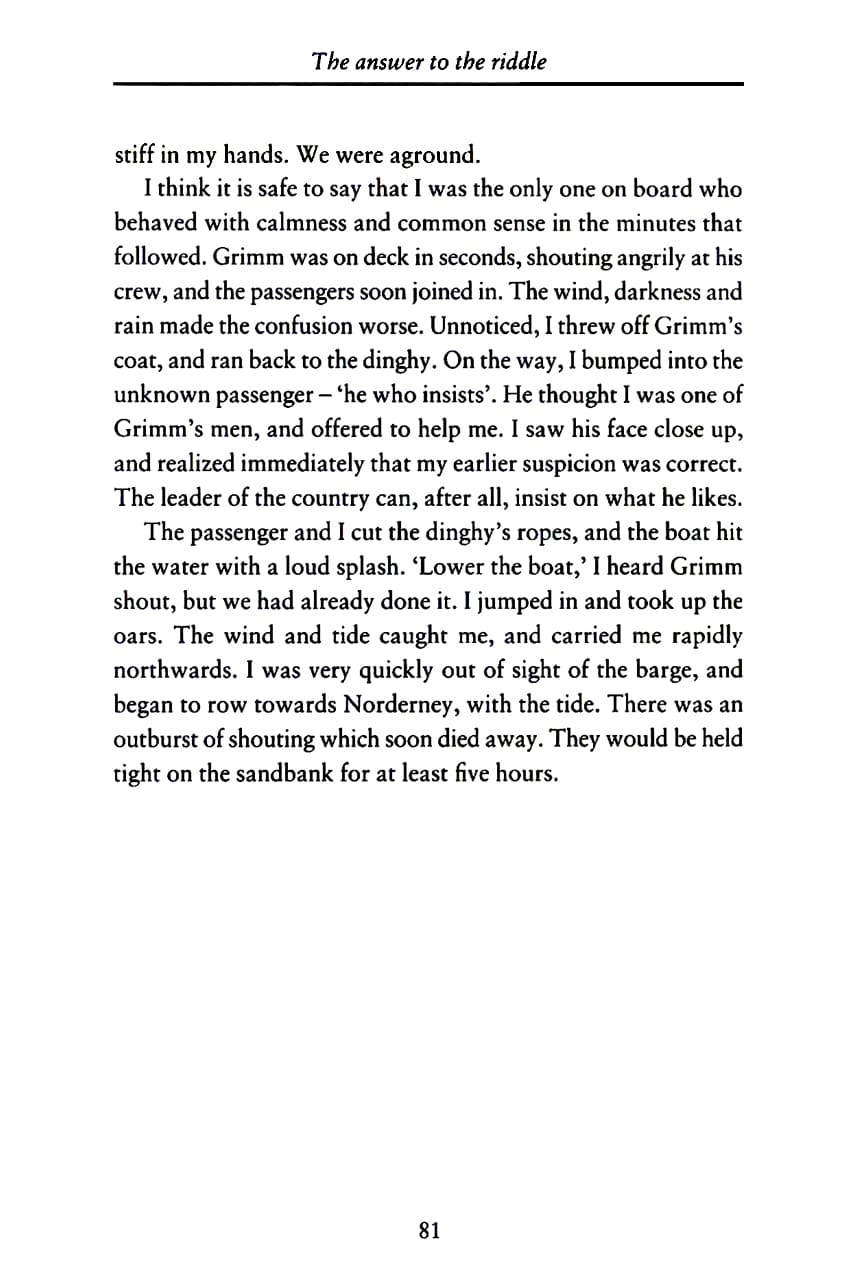 The answer to the riddle
stiff in my hands. We were aground.
I think it is safe to say that I was the only one on board who
behaved with calmness and common sense in the minutes that
followed. Grimm was on deck in seconds, shouting angrily at his
crew, and the passengers soon joined in. The wind, darkness and
rain made the confusion worse. Unnoticed, I threw off Grimm’s
coat, and ran back to the dinghy. On the way, I bumped into the
unknown passenger – ‘he who insists’. He thought I was one of
Grimm’s men, and offered to help me. I saw his face close up,
and realized immediately that my earlier suspicion was correct.
The leader of the country can, after all, insist on what he likes.
The passenger and I cut the dinghy’s ropes, and the boat hit
the water with a loud splash. ‘Lower the boat,’ I heard Grimm
shout, but we had already done it. I jumped in and took up the
oars. The wind and tide caught me, and carried me rapidly
northwards. I was very quickly out of sight of the barge, and
began to row towards Norderney, with the tide. There was an
outburst of shouting which soon died away. They would be held
tight on the sandbank for at least five hours.
81